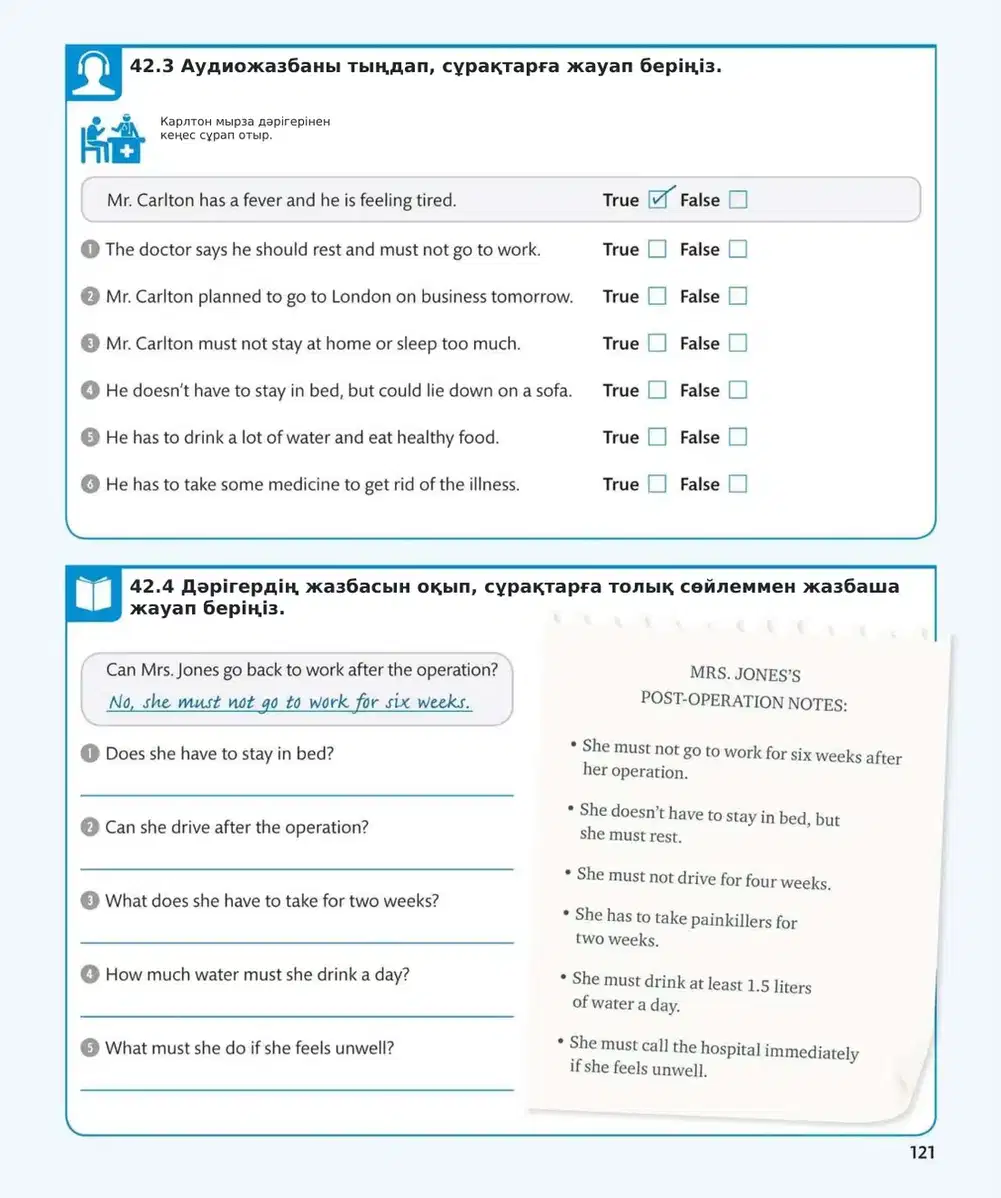 42.3 Аудиожазбаны тыңдап, сұрақтарға жауап беріңіз.
Карлтон мырза дәрігерінен
кеңес сұрап отыр.
Mr. Carlton has a fever and he is feeling tired. True False
1 The doctor says he should rest and must not go to work. True False
2 Mr. Carlton planned to go to London on business tomorrow. True False
3 Mr. Carlton must not stay at home or sleep too much. True False
4 He doesn’t have to stay in bed, but could lie down on a sofa. True False
5 He has to drink a lot of water and eat healthy food. True False
6 He has to take some medicine to get rid of the illness. True False
42.4 Дәрігердің жазбасын оқып, сұрақтарға толық сөйлеммен жазбаша
жауап беріңіз.
Can Mrs. Jones go back to work after the operation?
No, she must not go to work for six weeks.
1 Does she have to stay in bed?
2 Can she drive after the operation?
3 What does she have to take for two weeks?
4 How much water must she drink a day?
5 What must she do if she feels unwell?
MRS. JONES’S
POST-OPERATION NOTES:
• She must not go to work for six weeks after
her operation.
• She doesn’t have to stay in bed, but
she must rest.
• She must not drive for four weeks.
• She has to take painkillers for
two weeks.
• She must drink at least 1.5 liters
of water a day.
• She must call the hospital immediately
if she feels unwell.
121